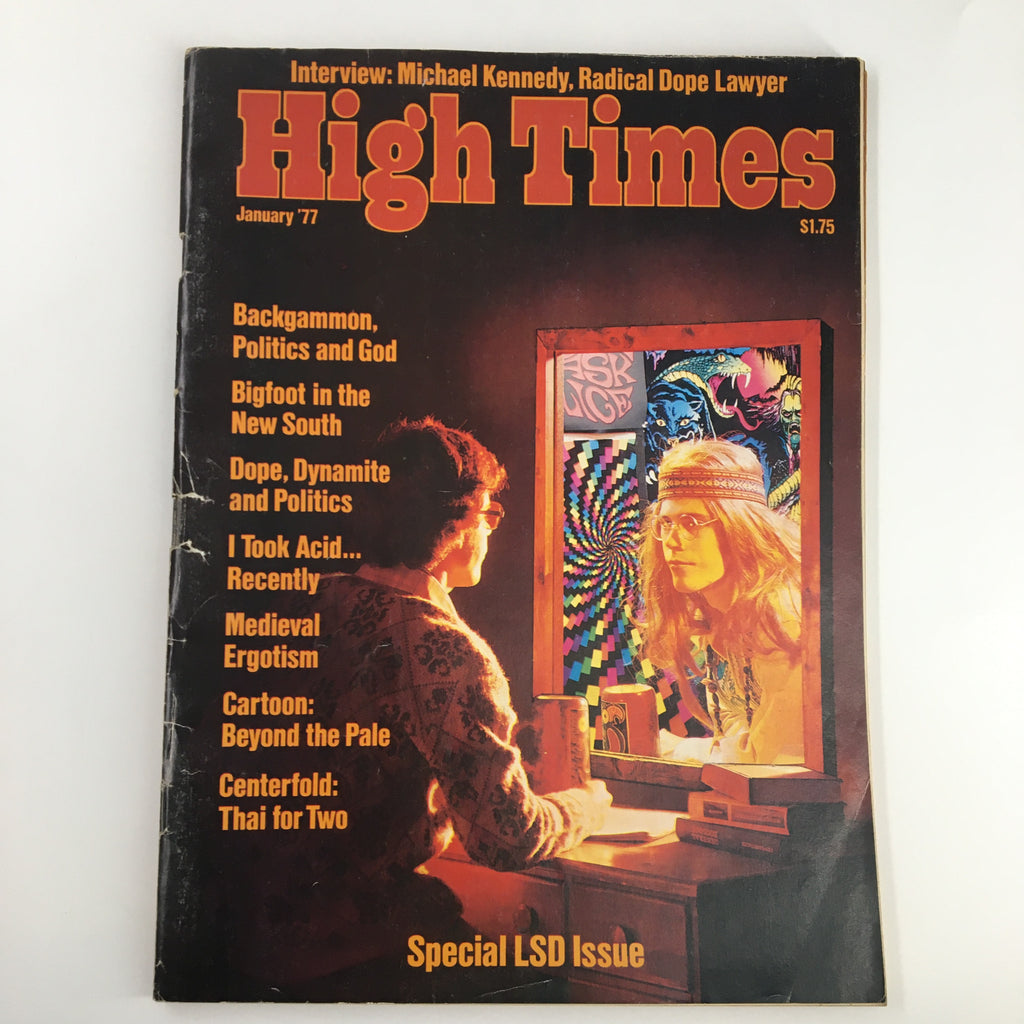 Interview: Michael Kennedy, Radical Dope Lawyer
High Times
January '77
$1.75
Backgammon,
Politics and God
Bigfoot in the
New South
Dope, Dynamite
and Politics
I Took Acid...
Recently
Medieval
Ergotism
Cartoon:
Beyond the Pale
Centerfold:
Thai for Two
ASK
LICE
Special LSD Issue